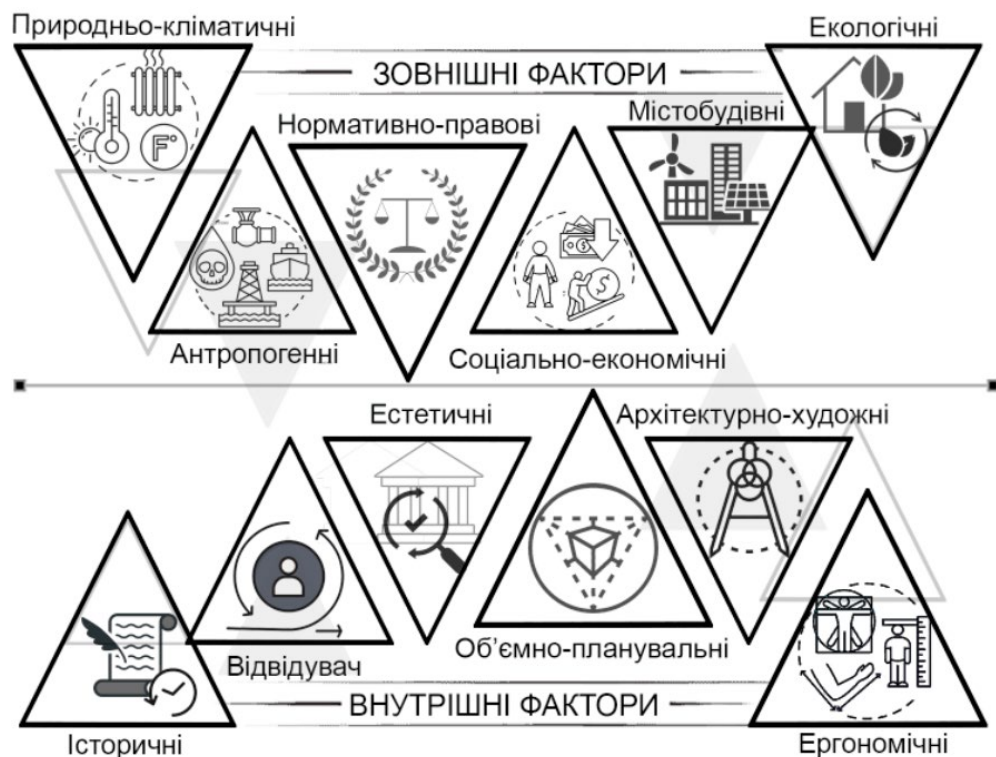 Природньо-кліматичні
Екологічні
ЗОВНІШНІ ФАКТОРИ
Містобудівні
Нормативно-правові
F°
$
$
Антропогенні
Соціально-економічні
Естетичні
Архітектурно-художні
Відвідувач
Об’ємно-планувальні
ВНУТРІШНІ ФАКТОРИ
Історичні
Ергономічні